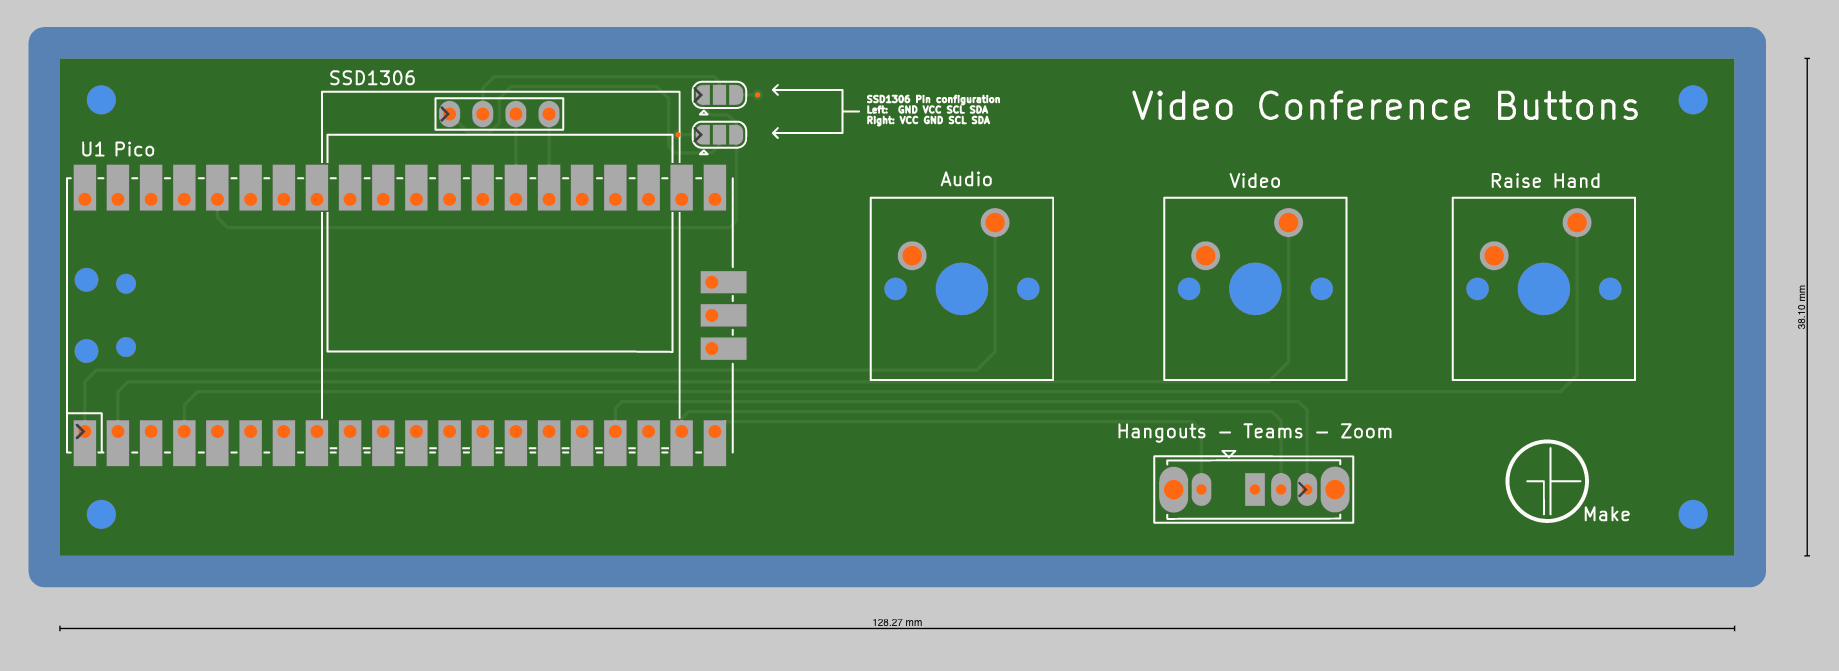 SSD1306
SSD1306 Pin configuration
Left:  GND VCC SCL SDA
Right: VCC GND SCL SDA
Video Conference Buttons
U1 Pico
Audio
Video
Raise Hand
38.10 mm
Hangouts – Teams – Zoom
Make
128.27 mm